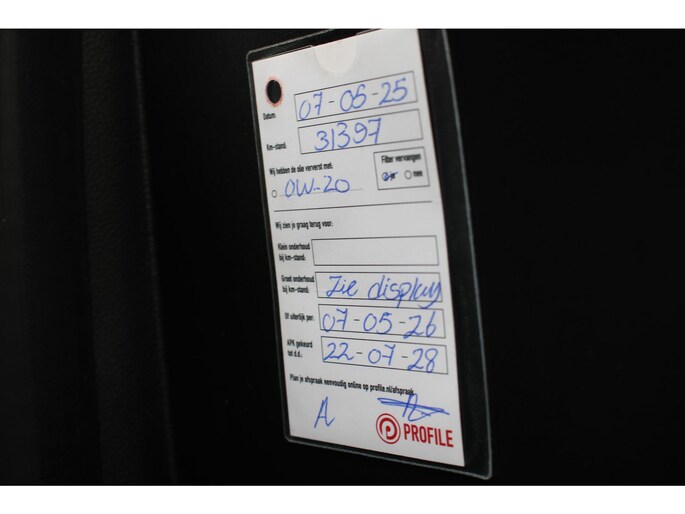 Datum: 07-05-25
Km-stand: 31397
Wij hebben de olie ververst met: Filter vervangen
0W-20 ja nee
Wij zien je graag terug voor:
Klein onderhoud
bij km-stand:
Groot onderhoud
bij km-stand: Zie display
Of uiterlijk per: 07-05-26
APK gekeurd
tot d.d.: 22-07-28
Plan je afspraak eenvoudig online op profile.nl/afspraak
PROFILE